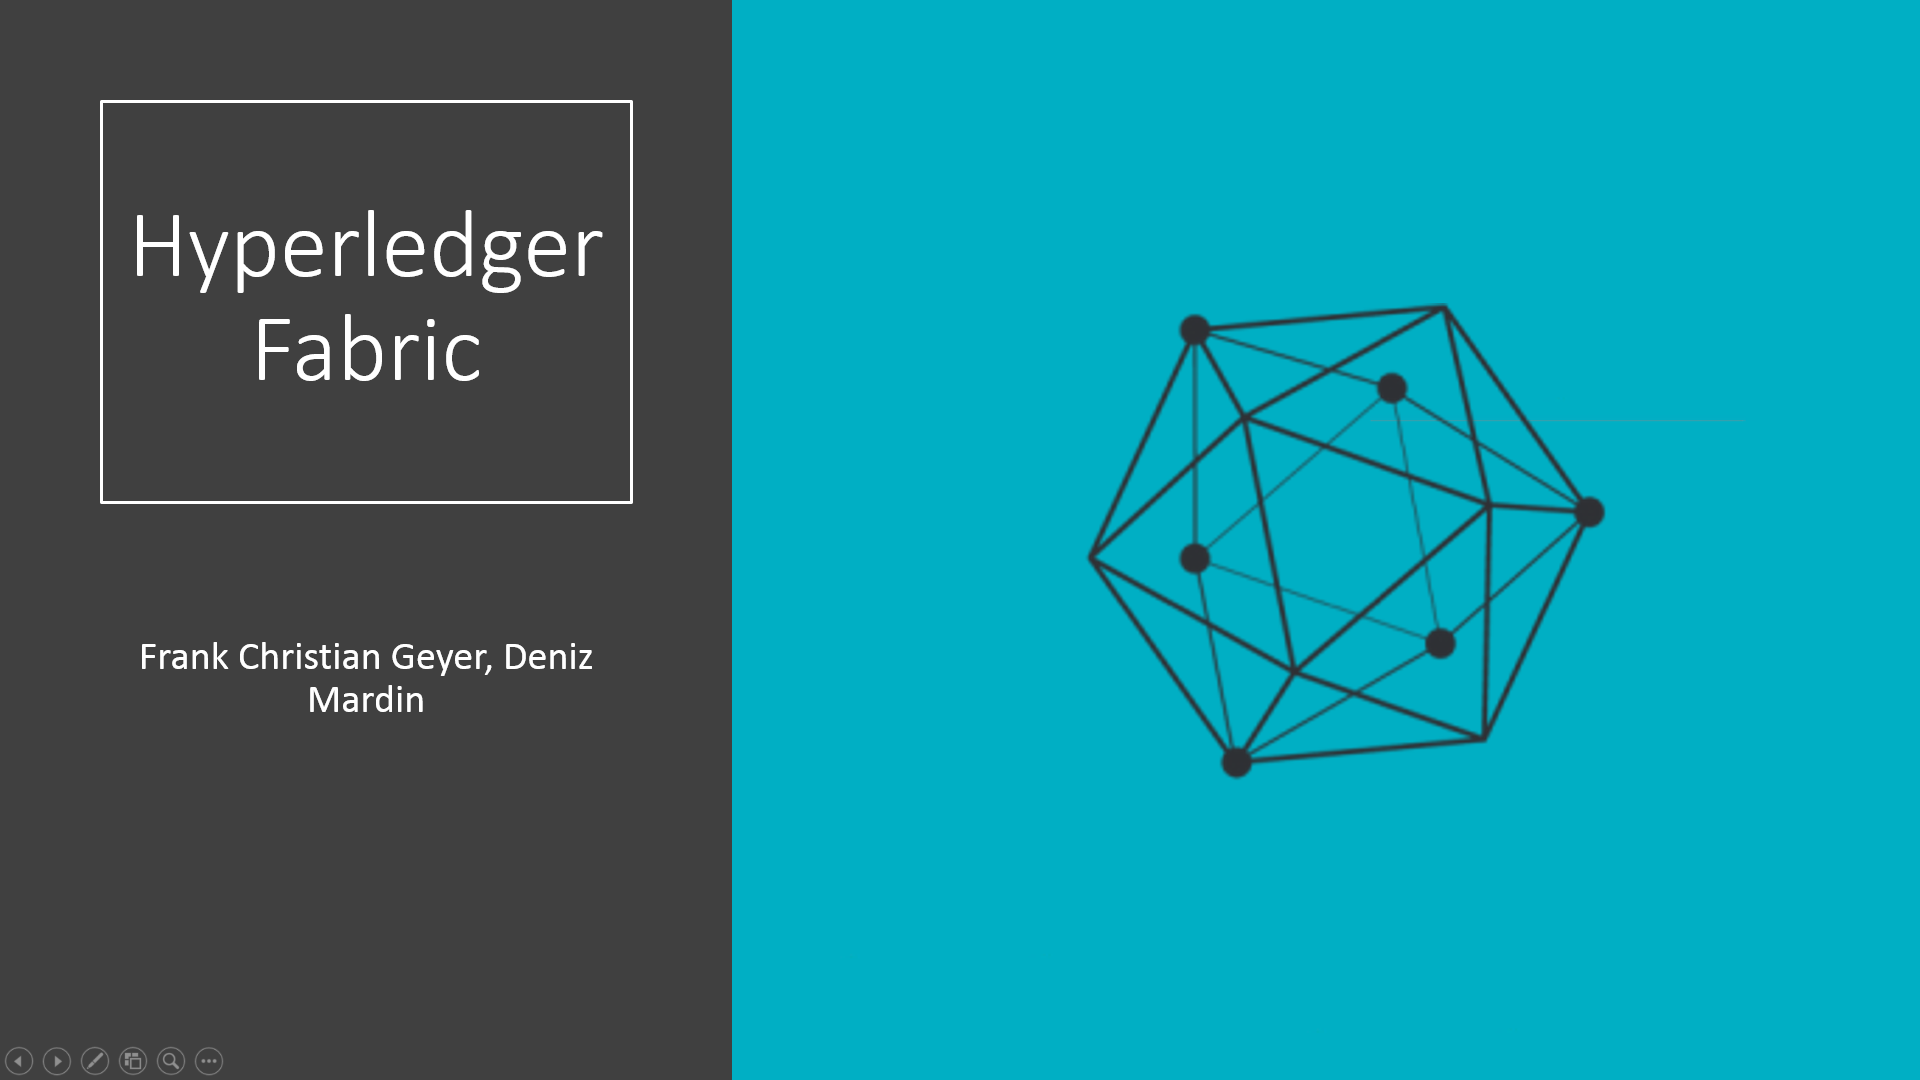 Hyperledger
Fabric
Frank Christian Geyer, Deniz
Mardin